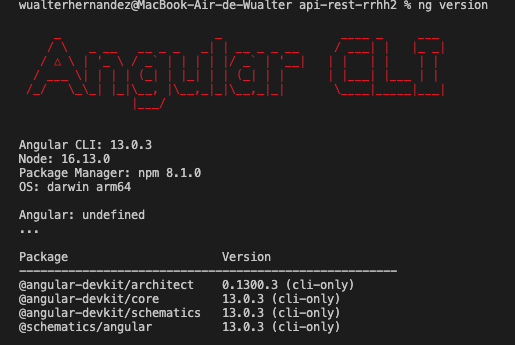 wualterhernandez@MacBook-Air-de-Wualter api-rest-rrhh2 % ng version
Angular CLI
Angular CLI: 13.0.3
Node: 16.13.0
Package Manager: npm 8.1.0
OS: darwin arm64
Angular: undefined
...
Package Version
------------------------------------------------------
@angular-devkit/architect 0.1300.3 (cli-only)
@angular-devkit/core 13.0.3 (cli-only)
@angular-devkit/schematics 13.0.3 (cli-only)
@schematics/angular 13.0.3 (cli-only)